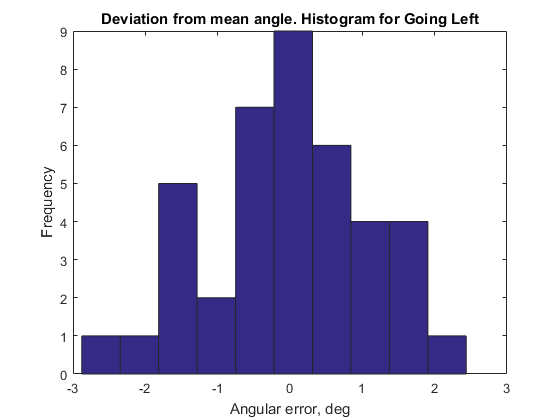 Deviation from mean angle. Histogram for Going Left
9
8
7
6
5
4
3
2
1
0
Frequency
-3 -2 -1 0 1 2 3
Angular error, deg